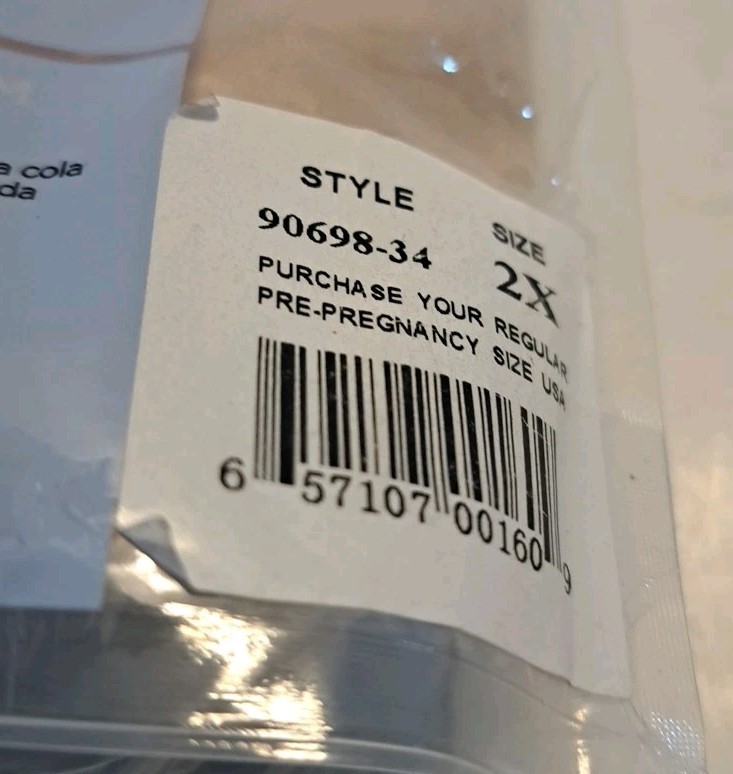 a cola
da
STYLE SIZE
90698-34 2X
PURCHASE YOUR REGULAR
PRE-PREGNANCY SIZE USA
6 57107 00160 9